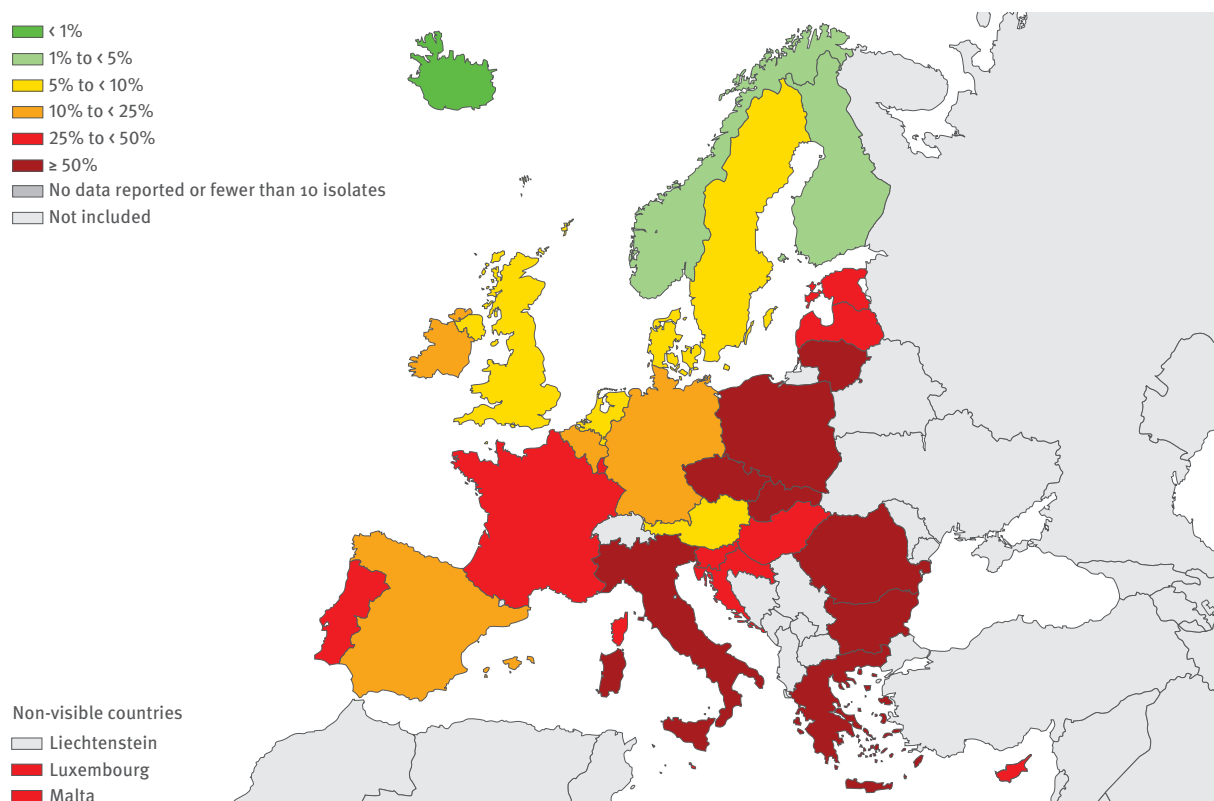 < 1%
1% to < 5%
5% to < 10%
10% to < 25%
25% to < 50%
≥ 50%
No data reported or fewer than 10 isolates
Not included
Non-visible countries
Liechtenstein
Luxembourg
Malta